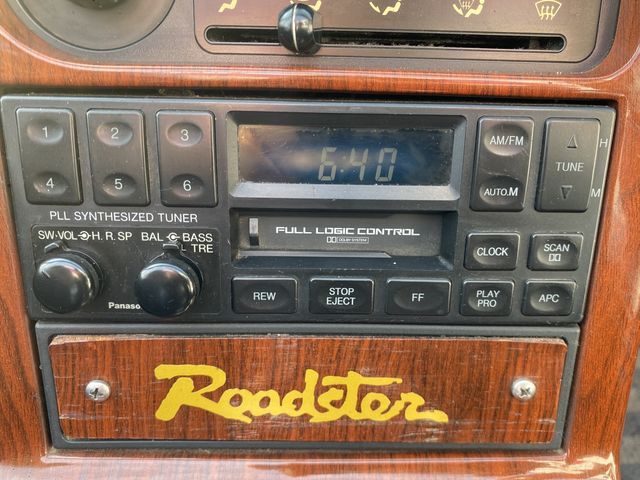 1 2 3
4 5 6
PLL SYNTHESIZED TUNER
SW·VOL H. R. SP BAL BASS
TRE
Panaso
6:40
FULL LOGIC CONTROL
DOLBY SYSTEM
REW STOP EJECT FF
AM/FM
AUTO.M
TUNE
H
M
CLOCK SCAN
PLAY PRO APC
Roadster